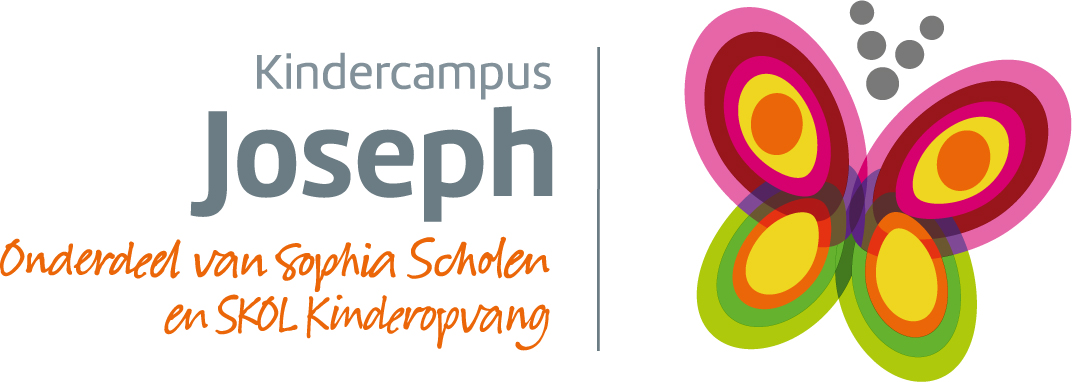 Kindercampus
Joseph
Onderdeel van Sophia Scholen
en SKOL Kinderopvang